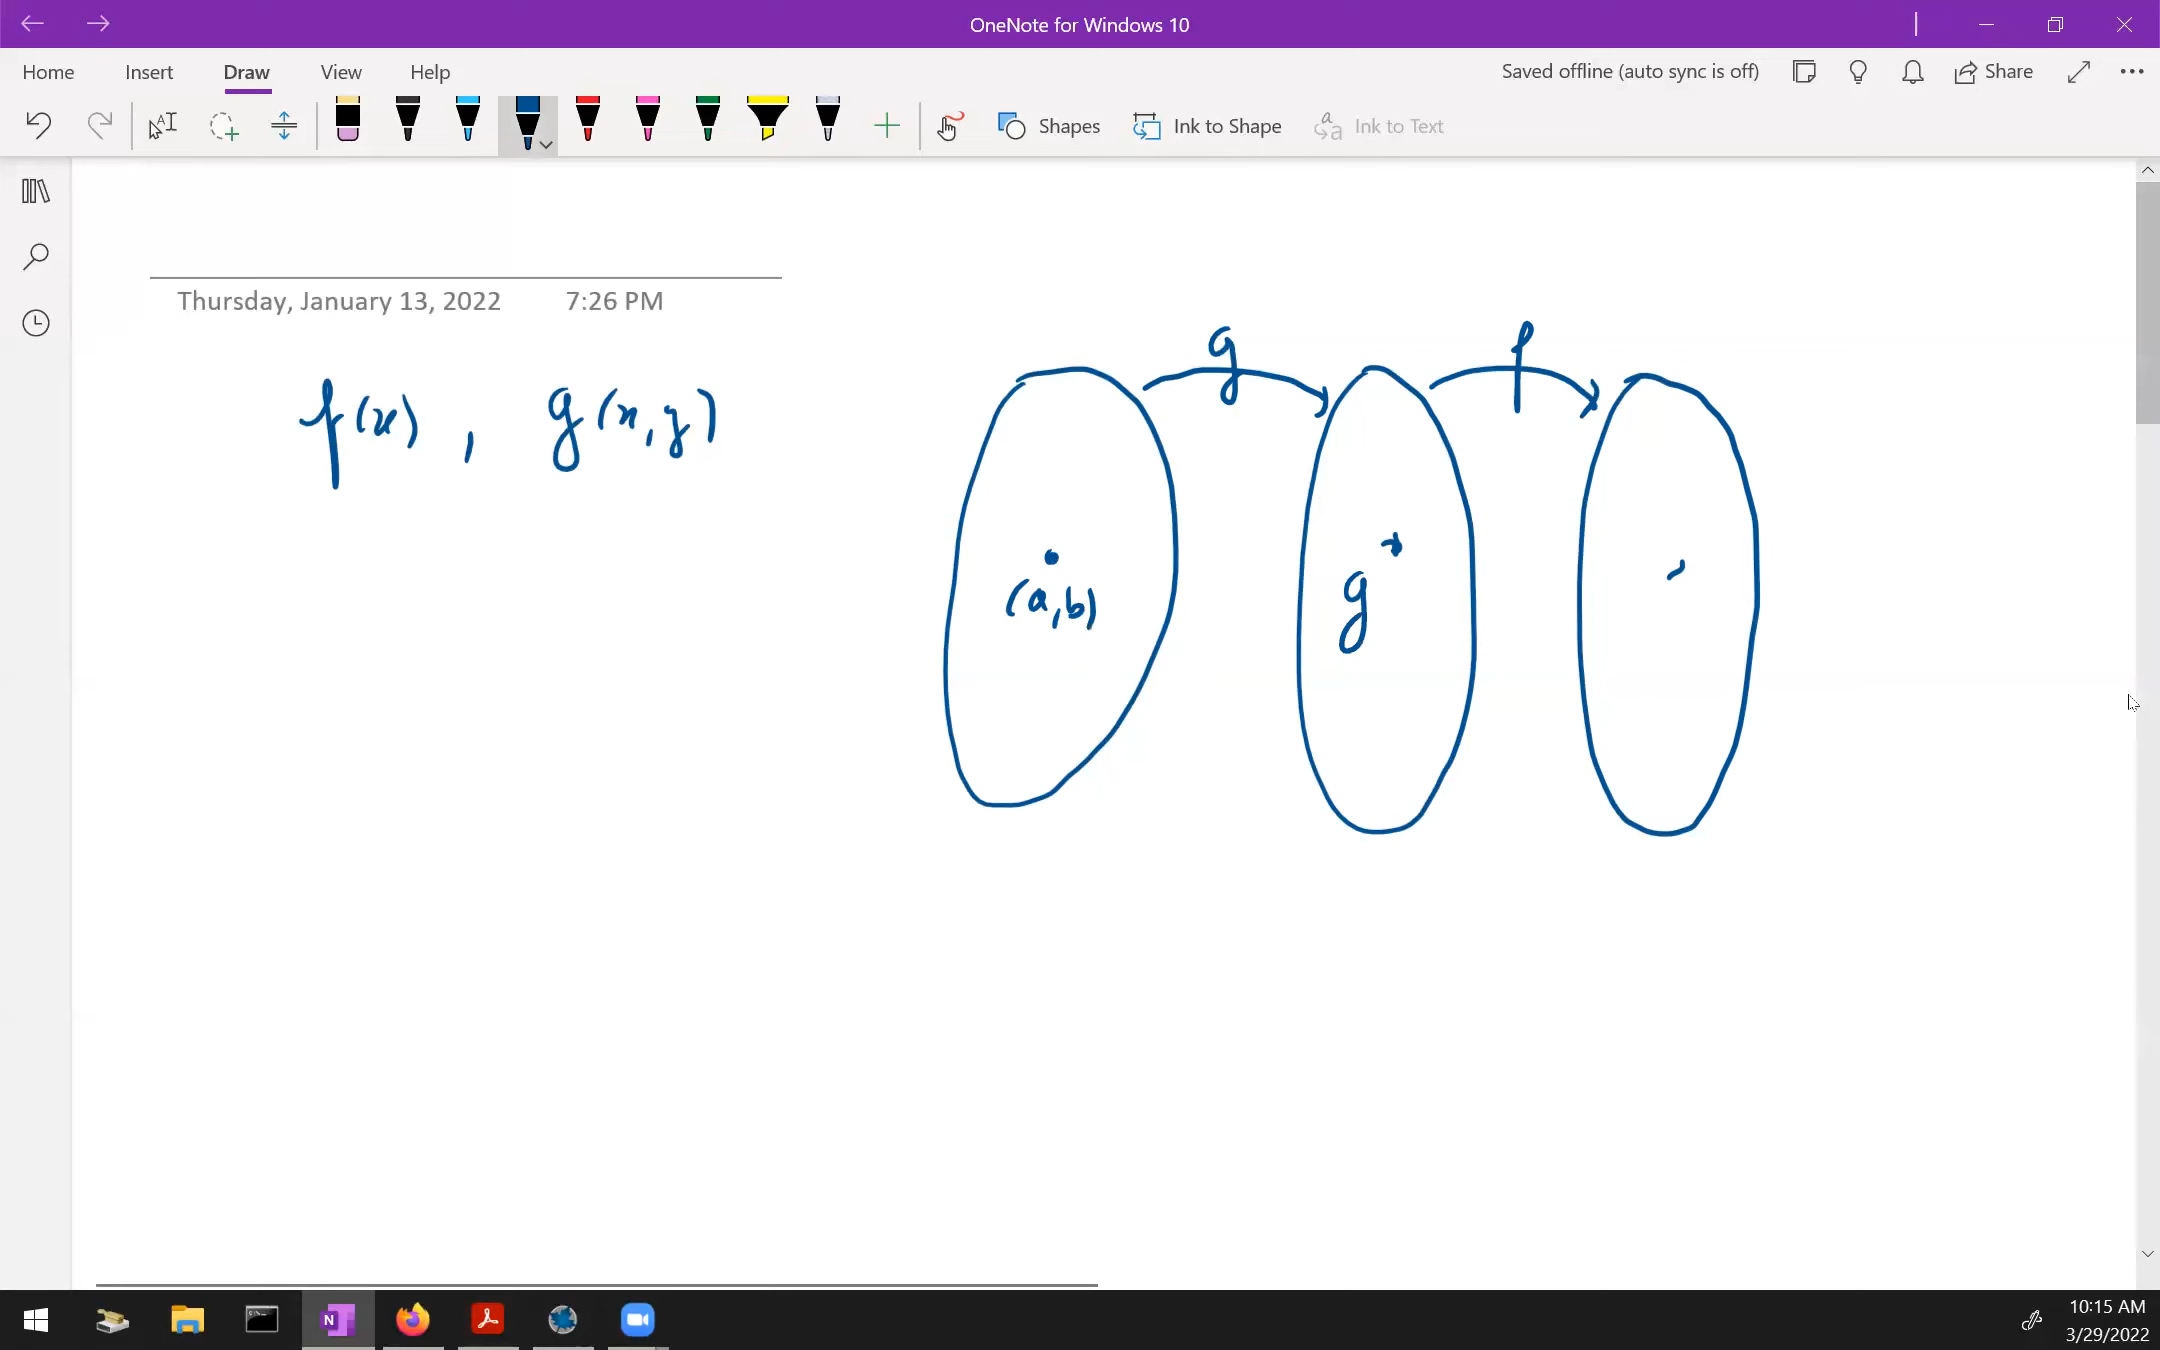 OneNote for Windows 10
Home Insert Draw View Help Saved offline (auto sync is off) Share
Shapes Ink to Shape Ink to Text
Thursday, January 13, 2022 7:26 PM
g f
f(x), g(x,y)
(a,b) g
10:15 AM
3/29/2022